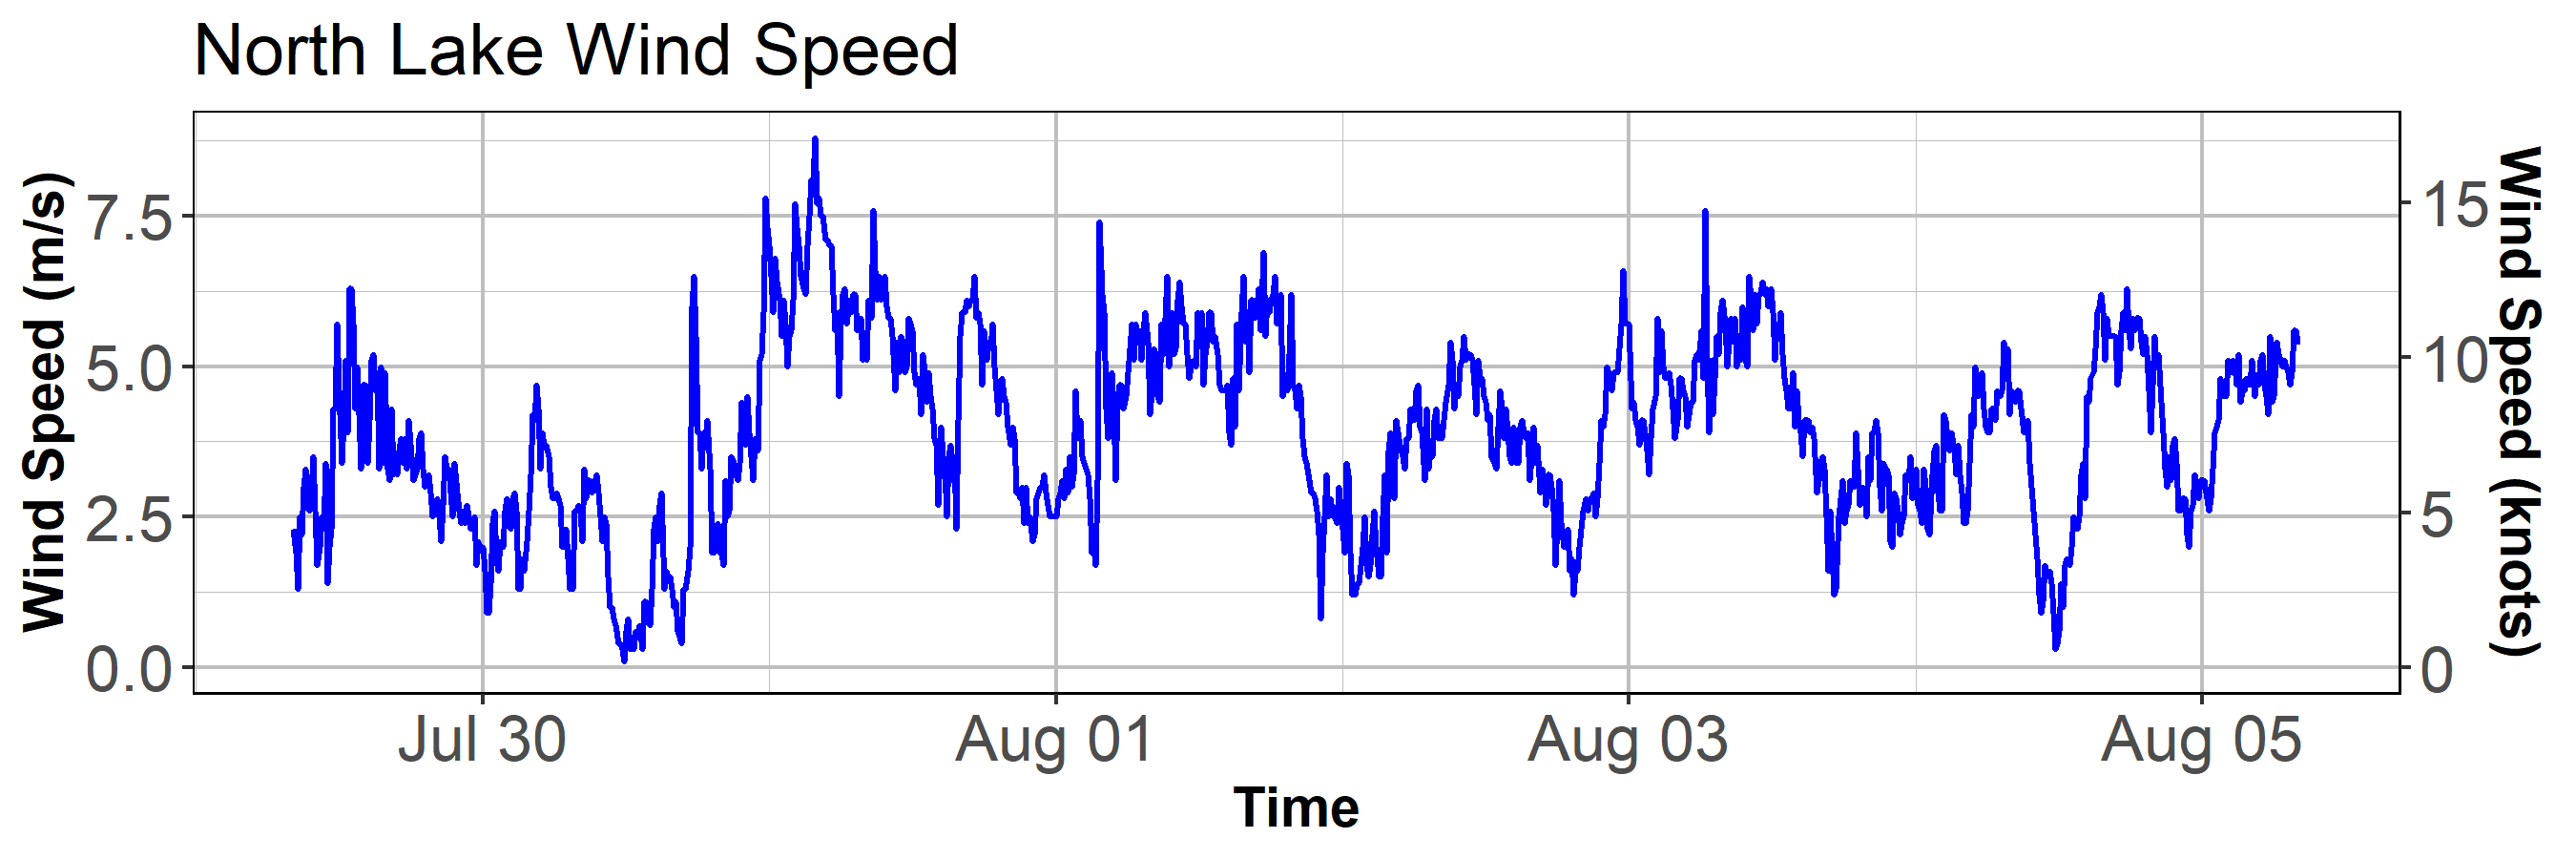 North Lake Wind Speed
Wind Speed (m/s)
7.5
5.0
2.5
0.0
15
10
5
0
Wind Speed (knots)
Jul 30
Aug 01
Aug 03
Aug 05
Time